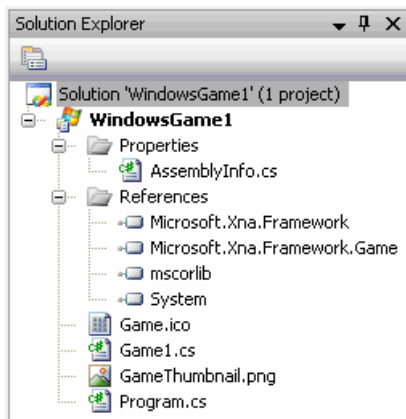 Solution Explorer
Solution 'WindowsGame1' (1 project)
WindowsGame1
Properties
AssemblyInfo.cs
References
Microsoft.Xna.Framework
Microsoft.Xna.Framework.Game
mscorlib
System
Game.ico
Game1.cs
GameThumbnail.png
Program.cs